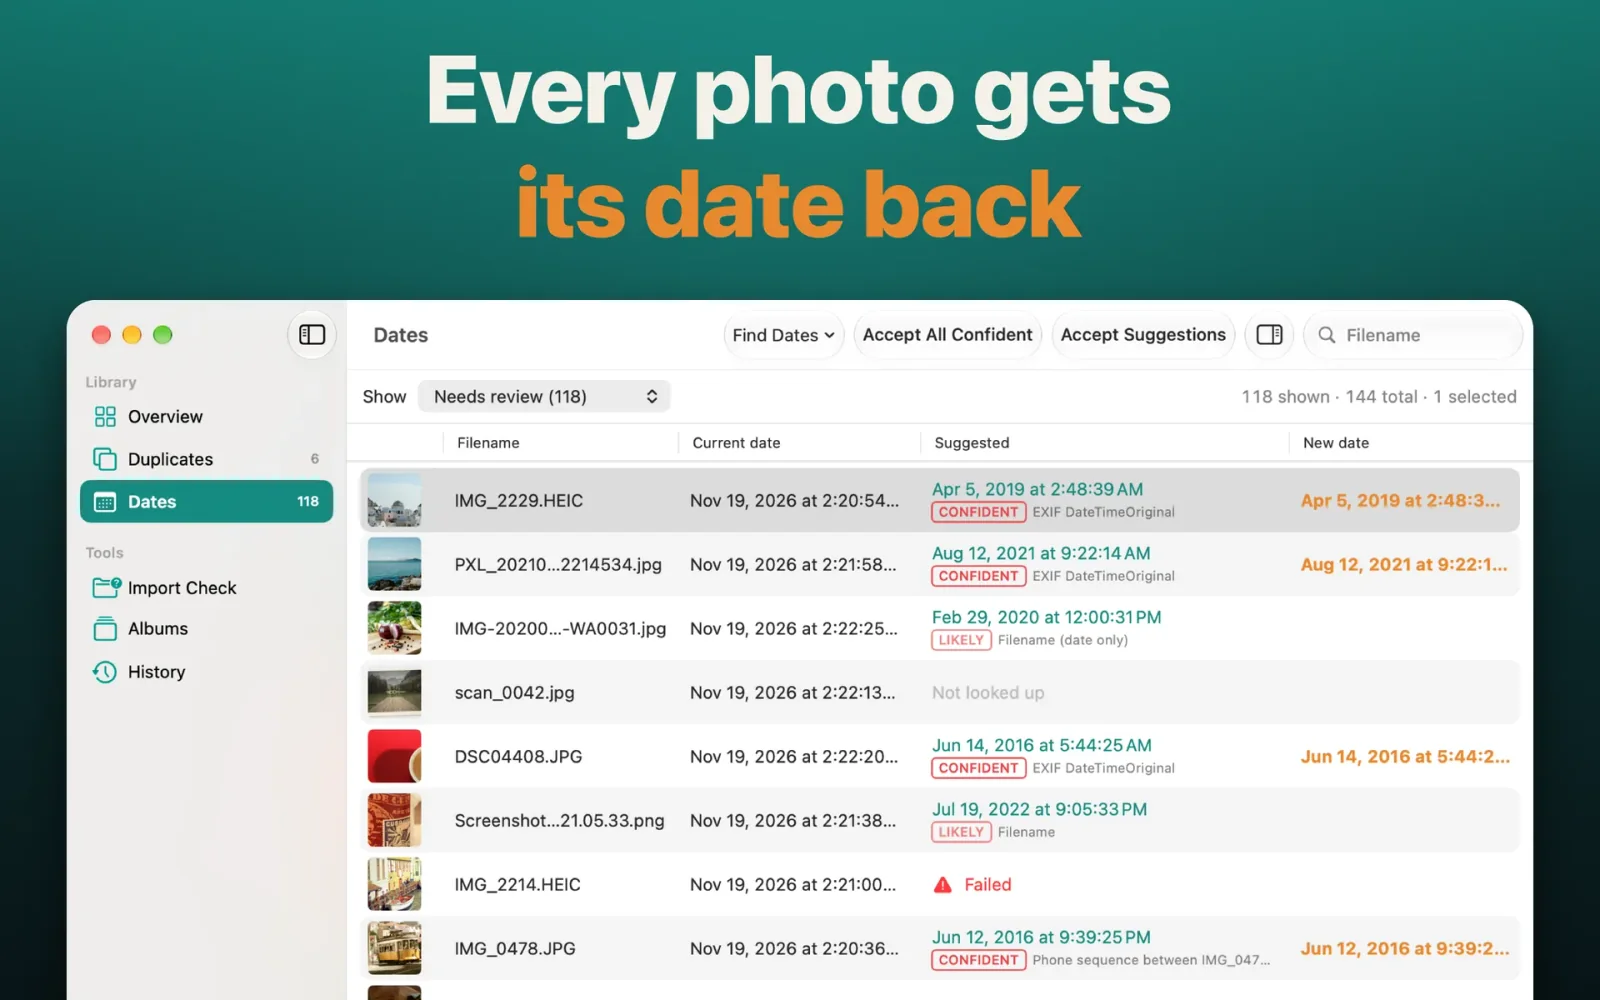 Every photo gets
its date back
Dates
Find Dates
Accept All Confident
Accept Suggestions
Filename
Library
Overview
Duplicates 6
Dates 118
Tools
Import Check
Albums
History
Show Needs review (118)
118 shown · 144 total · 1 selected
Filename Current date Suggested New date
IMG_2229.HEIC Nov 19, 2026 at 2:20:54... Apr 5, 2019 at 2:48:39 AM Apr 5, 2019 at 2:48:3...
CONFIDENT EXIF DateTimeOriginal
PXL_20210...2214534.jpg Nov 19, 2026 at 2:21:58... Aug 12, 2021 at 9:22:14 AM Aug 12, 2021 at 9:22:1...
CONFIDENT EXIF DateTimeOriginal
IMG-20200...-WA0031.jpg Nov 19, 2026 at 2:22:25... Feb 29, 2020 at 12:00:31 PM
LIKELY Filename (date only)
scan_0042.jpg Nov 19, 2026 at 2:22:13... Not looked up
DSC04408.JPG Nov 19, 2026 at 2:22:20... Jun 14, 2016 at 5:44:25 AM Jun 14, 2016 at 5:44:2...
CONFIDENT EXIF DateTimeOriginal
Screenshot...21.05.33.png Nov 19, 2026 at 2:21:38... Jul 19, 2022 at 9:05:33 PM
LIKELY Filename
IMG_2214.HEIC Nov 19, 2026 at 2:21:00... Failed
IMG_0478.JPG Nov 19, 2026 at 2:20:36... Jun 12, 2016 at 9:39:25 PM Jun 12, 2016 at 9:39:2...
CONFIDENT Phone sequence between IMG_047...